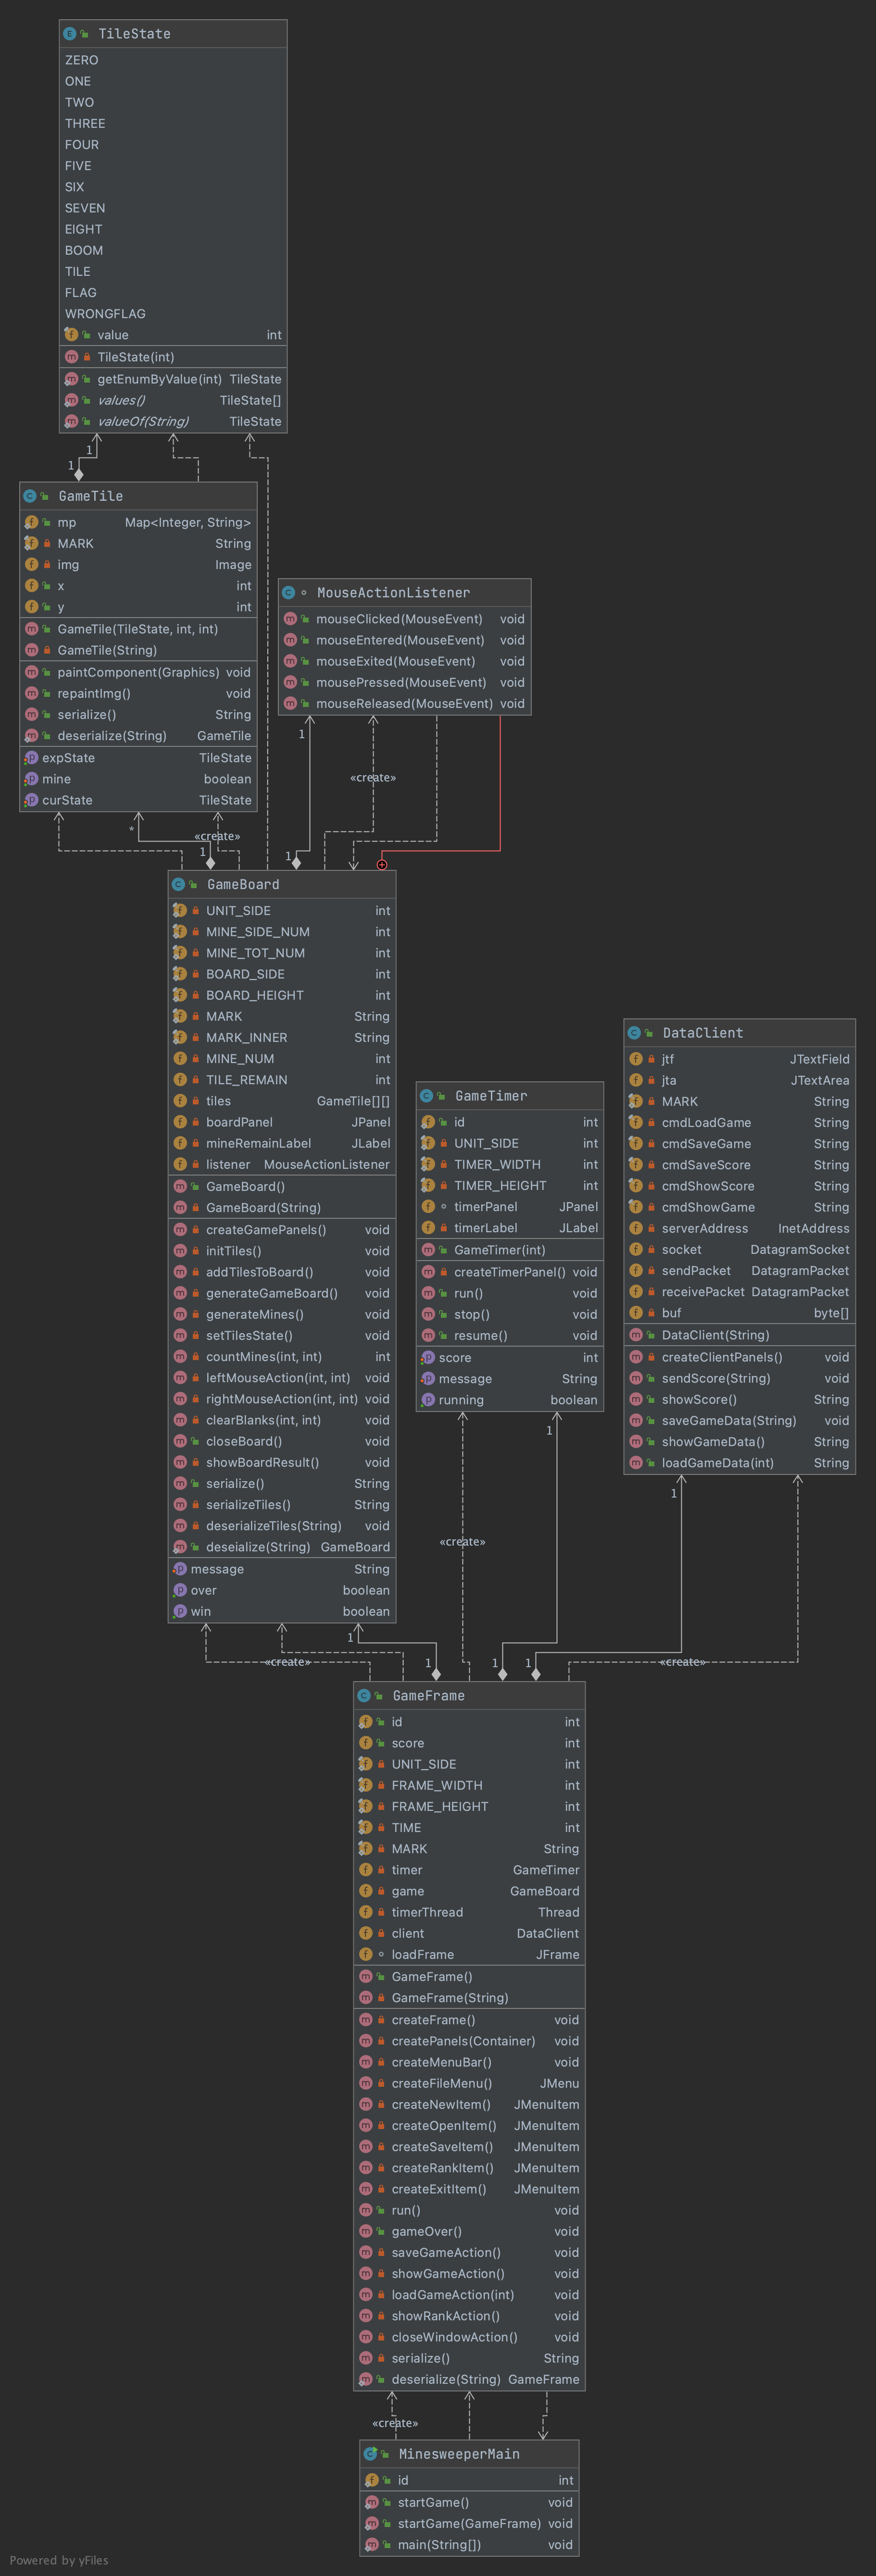 TileState
ZERO
ONE
TWO
THREE
FOUR
FIVE
SIX
SEVEN
EIGHT
BOOM
TILE
FLAG
WRONGFLAG
value int
TileState(int)
getEnumByValue(int) TileState
values() TileState[]
valueOf(String) TileState
1
1
GameTile
mp Map<Integer, String>
MARK String
img Image
x int
y int
GameTile(TileState, int, int)
GameTile(String)
paintComponent(Graphics) void
repaintImg() void
serialize() String
deserialize(String) GameTile
expState TileState
mine boolean
curState TileState
MouseActionListener
mouseClicked(MouseEvent) void
mouseEntered(MouseEvent) void
mouseExited(MouseEvent) void
mousePressed(MouseEvent) void
mouseReleased(MouseEvent) void
1
«create»
*
«create»
1
1
GameBoard
UNIT_SIDE int
MINE_SIDE_NUM int
MINE_TOT_NUM int
BOARD_SIDE int
BOARD_HEIGHT int
MARK String
MARK_INNER String
MINE_NUM int
TILE_REMAIN int
tiles GameTile[][]
boardPanel JPanel
mineRemainLabel JLabel
listener MouseActionListener
GameBoard()
GameBoard(String)
createGamePanels() void
initTiles() void
addTilesToBoard() void
generateGameBoard() void
generateMines() void
setTilesState() void
countMines(int, int) int
leftMouseAction(int, int) void
rightMouseAction(int, int) void
clearBlanks(int, int) void
closeBoard() void
showBoardResult() void
serialize() String
serializeTiles() String
deserializeTiles(String) void
deseialize(String) GameBoard
message String
over boolean
win boolean
GameTimer
id int
UNIT_SIDE int
TIMER_WIDTH int
TIMER_HEIGHT int
timerPanel JPanel
timerLabel JLabel
GameTimer(int)
createTimerPanel() void
run() void
stop() void
resume() void
score int
message String
running boolean
DataClient
jtf JTextField
jta JTextArea
MARK String
cmdLoadGame String
cmdSaveGame String
cmdSaveScore String
cmdShowScore String
cmdShowGame String
serverAddress InetAddress
socket DatagramSocket
sendPacket DatagramPacket
receivePacket DatagramPacket
buf byte[]
DataClient(String)
createClientPanels() void
sendScore(String) void
showScore() String
saveGameData(String) void
showGameData() String
loadGameData(int) String
1
1
«create»
1
«create»
1
1
1
«create»
GameFrame
id int
score int
UNIT_SIDE int
FRAME_WIDTH int
FRAME_HEIGHT int
TIME int
MARK String
timer GameTimer
game GameBoard
timerThread Thread
client DataClient
loadFrame JFrame
GameFrame()
GameFrame(String)
createFrame() void
createPanels(Container) void
createMenuBar() void
createFileMenu() JMenu
createNewItem() JMenuItem
createOpenItem() JMenuItem
createSaveItem() JMenuItem
createRankItem() JMenuItem
createExitItem() JMenuItem
run() void
gameOver() void
saveGameAction() void
showGameAction() void
loadGameAction(int) void
showRankAction() void
closeWindowAction() void
serialize() String
deserialize(String) GameFrame
«create»
MinesweeperMain
id int
startGame() void
startGame(GameFrame) void
main(String[]) void
Powered by yFiles